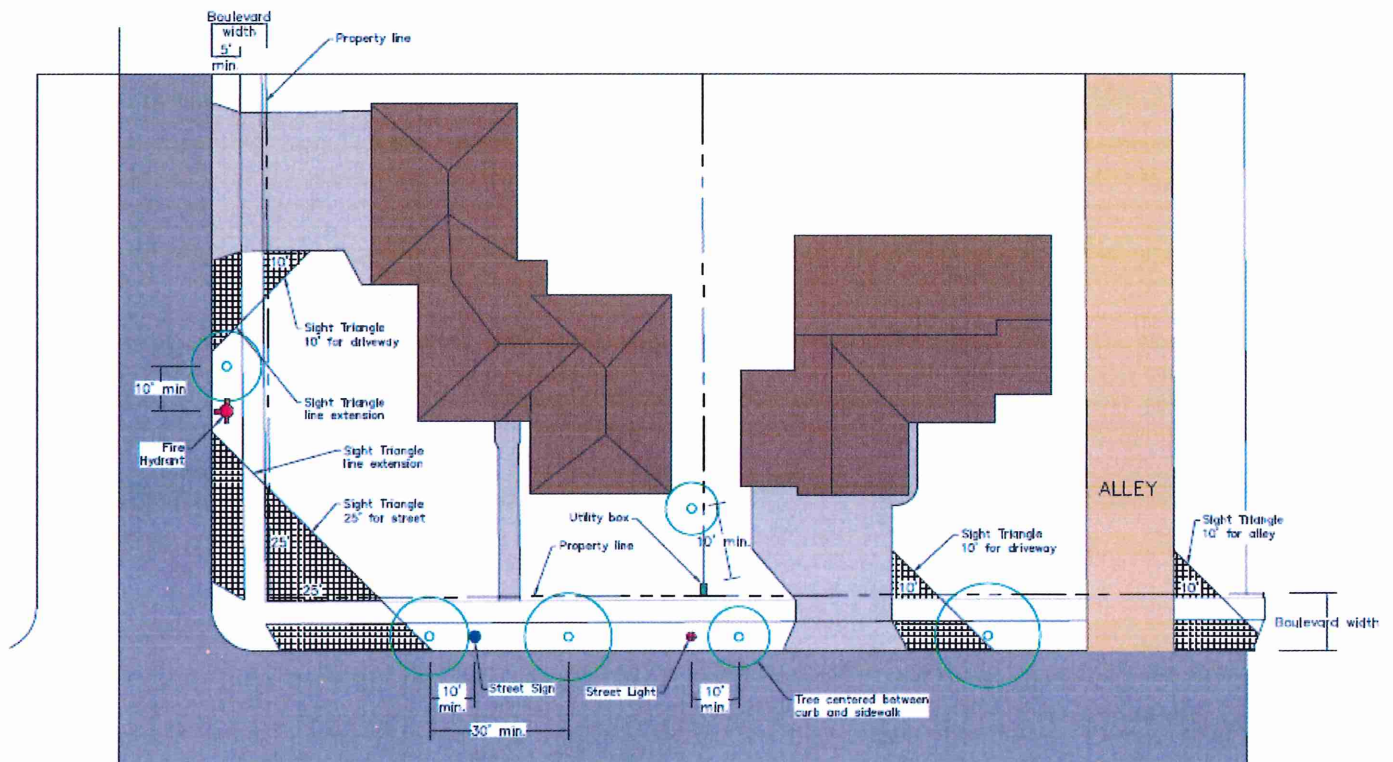 Boulevard
width
5'
min.
Property line
10'
Sight Triangle
10' for driveway
10' min.
Sight Triangle
line extension
Fire
Hydrant
Sight Triangle
line extension
Sight Triangle
25' for street
25'
25'
Utility box
10' min.
Property line
ALLEY
Sight Triangle
10' for driveway
10'
Sight Triangle
10' for alley
10'
Boulevard width
10'
min.
Street Sign
30' min.
Street Light
10'
min.
Tree centered between
curb and sidewalk